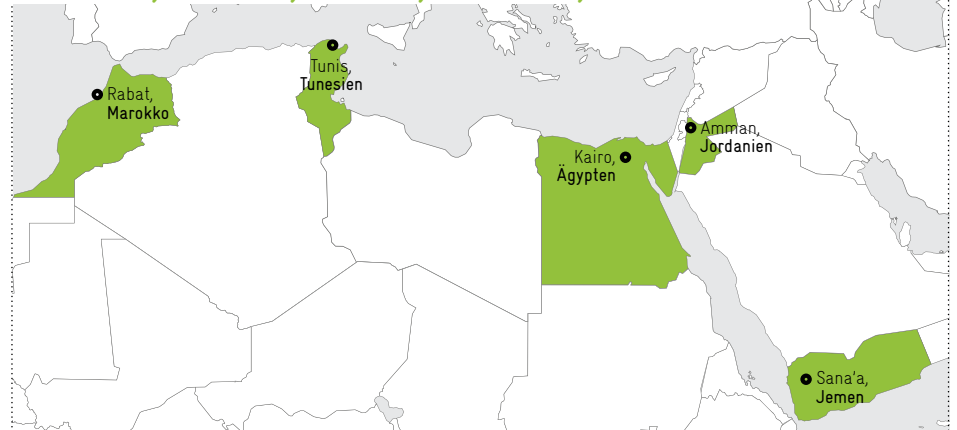 Tunis,
Tunesien
Rabat,
Marokko
Amman,
Jordanien
Kairo,
Ägypten
Sana'a,
Jemen